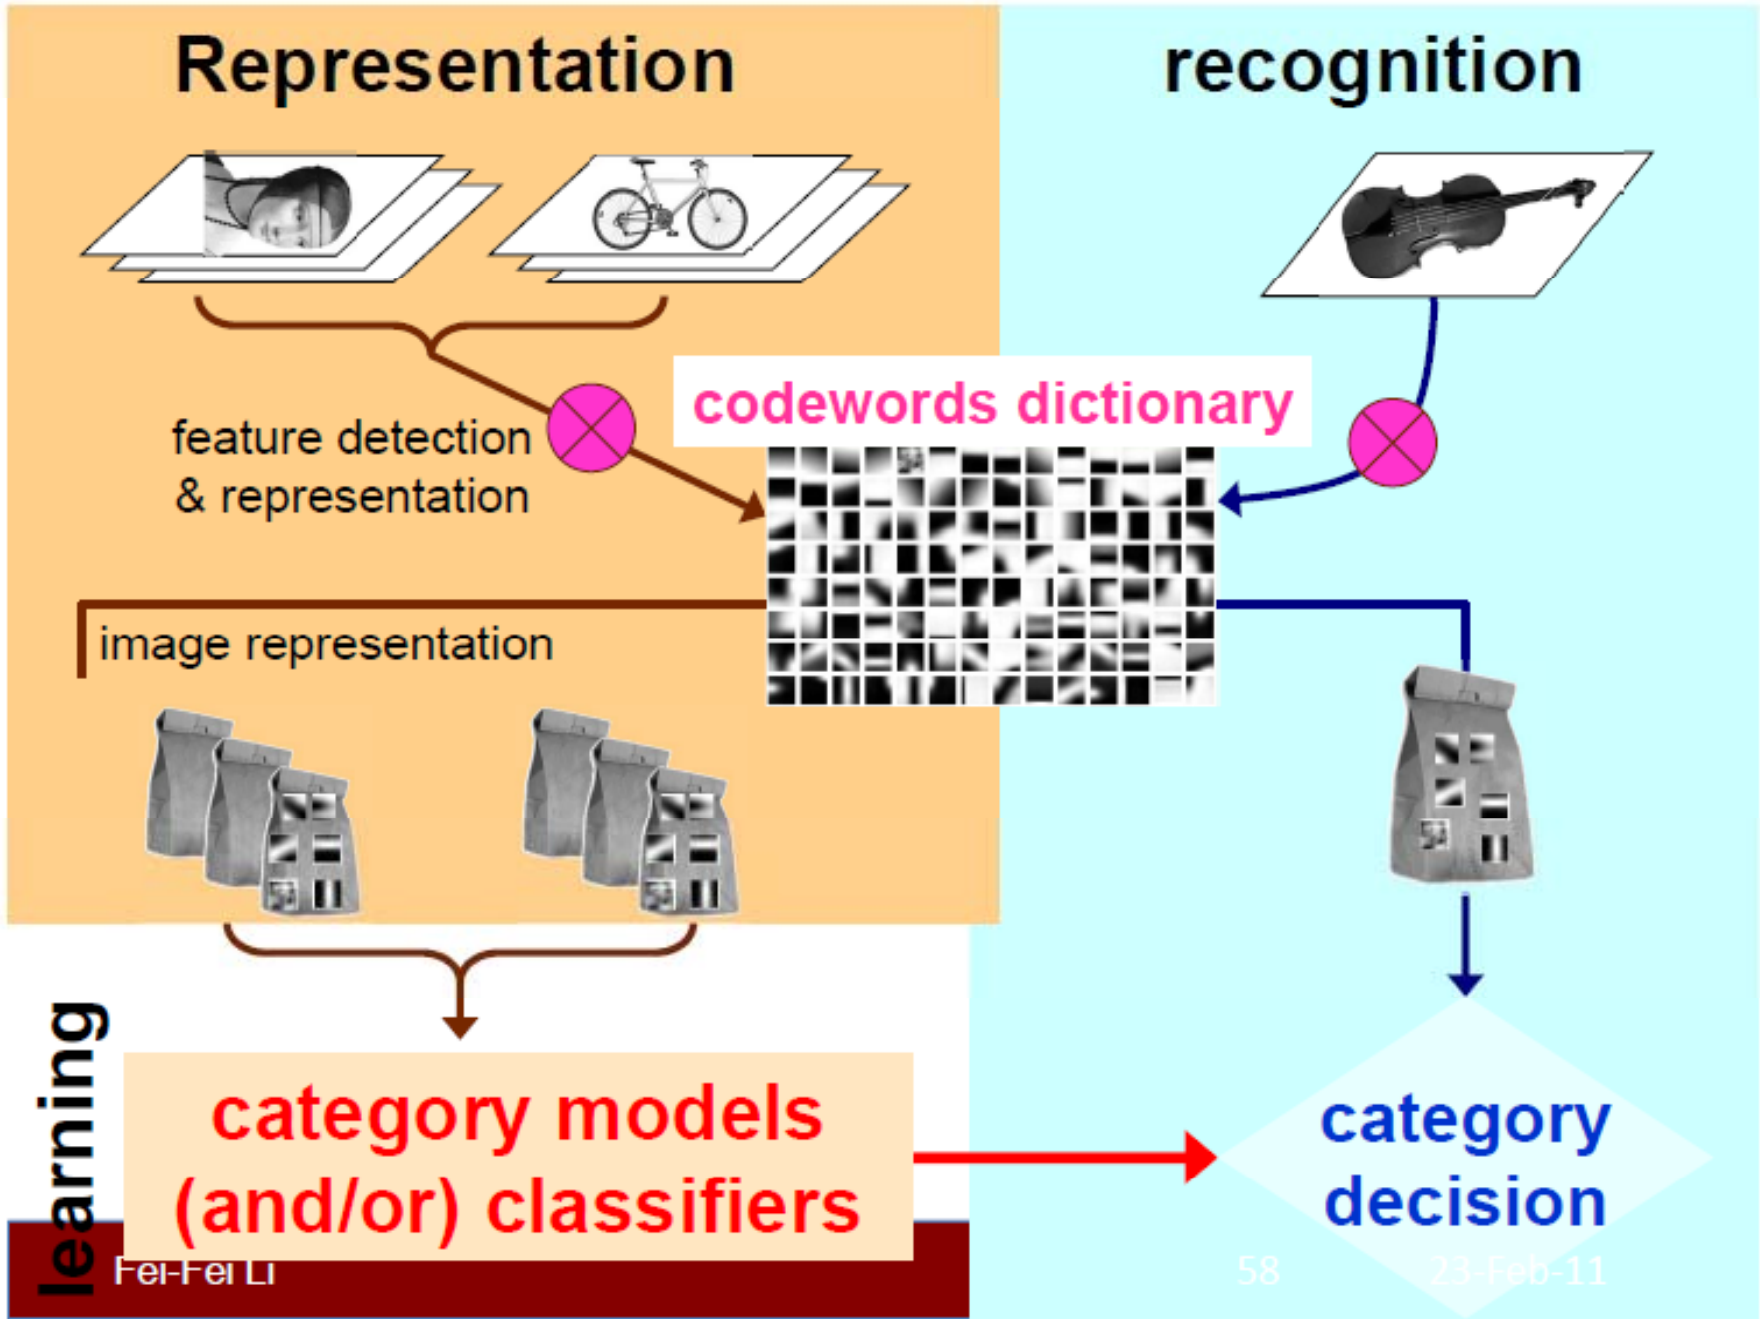 Representation
recognition
codewords dictionary
feature detection
& representation
image representation
learning
category models
(and/or) classifiers
category
decision
Fei-Fei Li
58
23-Feb-11